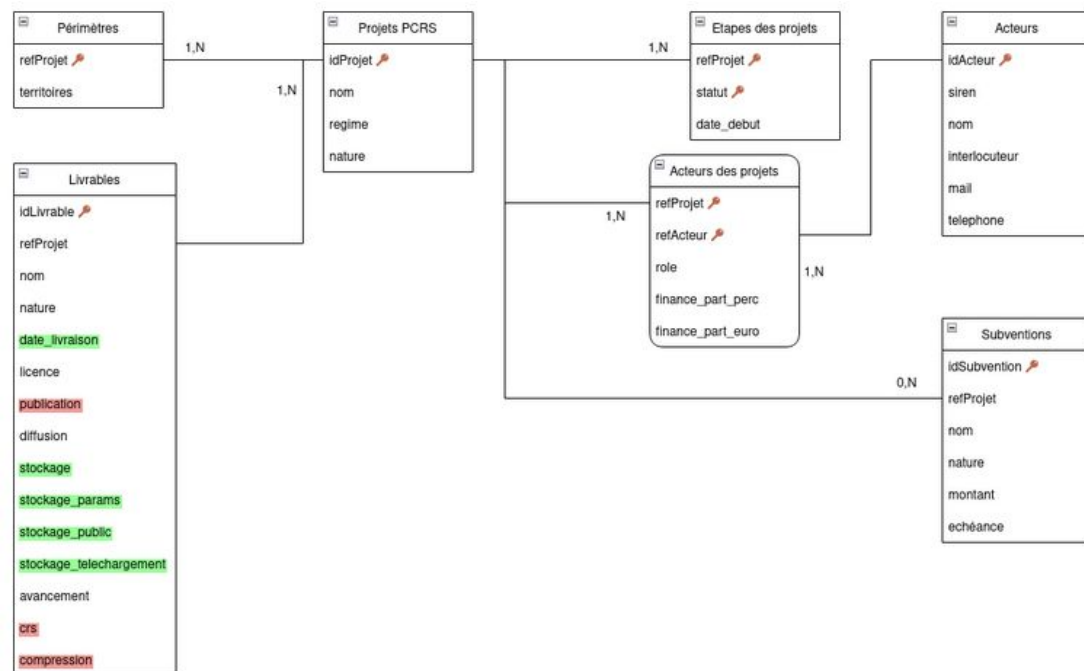 Périmètres
refProjet
territoires
1,N
1,N
Projets PCRS
idProjet
nom
regime
nature
1,N
Etapes des projets
refProjet
statut
date_debut
Acteurs
idActeur
siren
nom
interlocuteur
mail
telephone
Livrables
idLivrable
refProjet
nom
nature
date_livraison
licence
publication
diffusion
stockage
stockage_params
stockage_public
stockage_telechargement
avancement
crs
compression
Acteurs des projets
refProjet
refActeur
role
finance_part_perc
finance_part_euro
1,N
1,N
0,N
Subventions
idSubvention
refProjet
nom
nature
montant
echéance